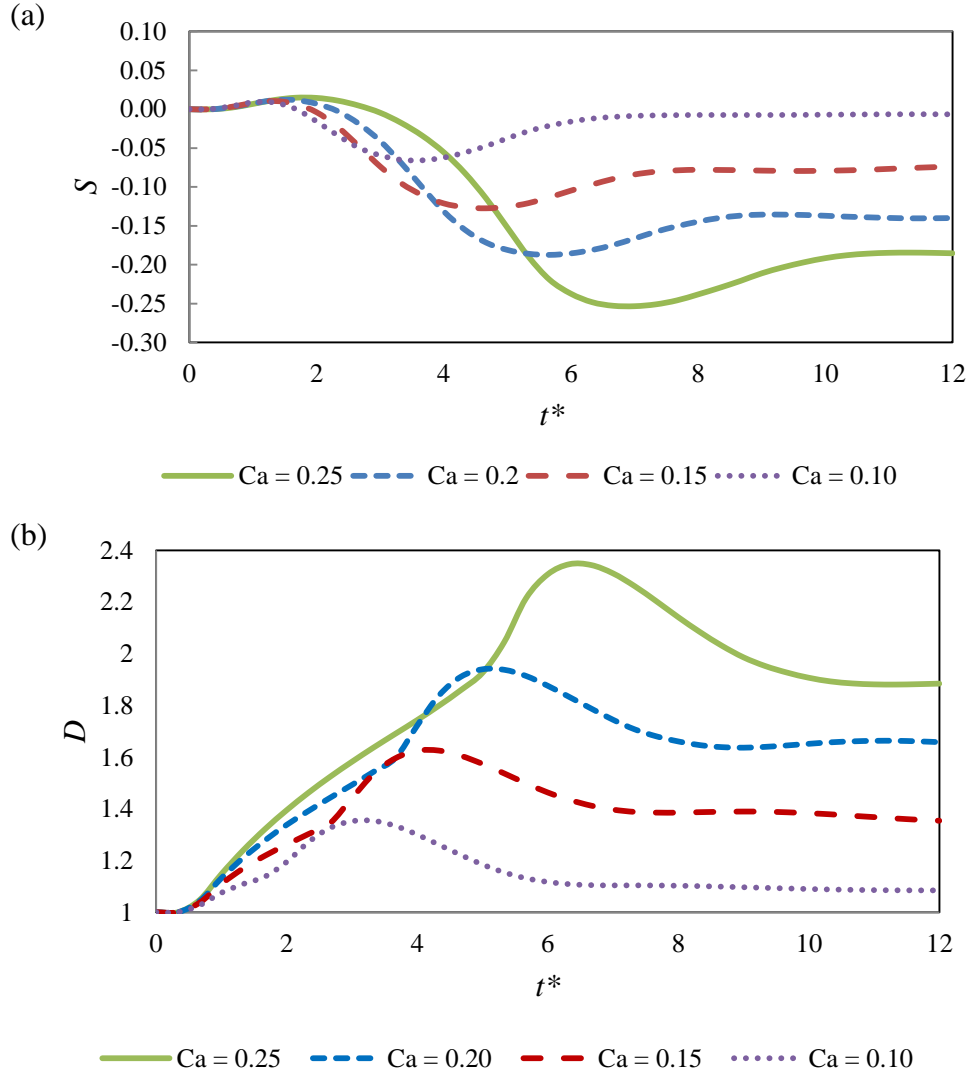 (a)
0.10
0.05
0.00
-0.05
-0.10
-0.15
-0.20
-0.25
-0.30
S
0 2 4 6 8 10 12
t*
Ca = 0.25 Ca = 0.2 Ca = 0.15 Ca = 0.10
(b)
2.4
2.2
2
1.8
1.6
1.4
1.2
1
D
0 2 4 6 8 10 12
t*
Ca = 0.25 Ca = 0.20 Ca = 0.15 Ca = 0.10